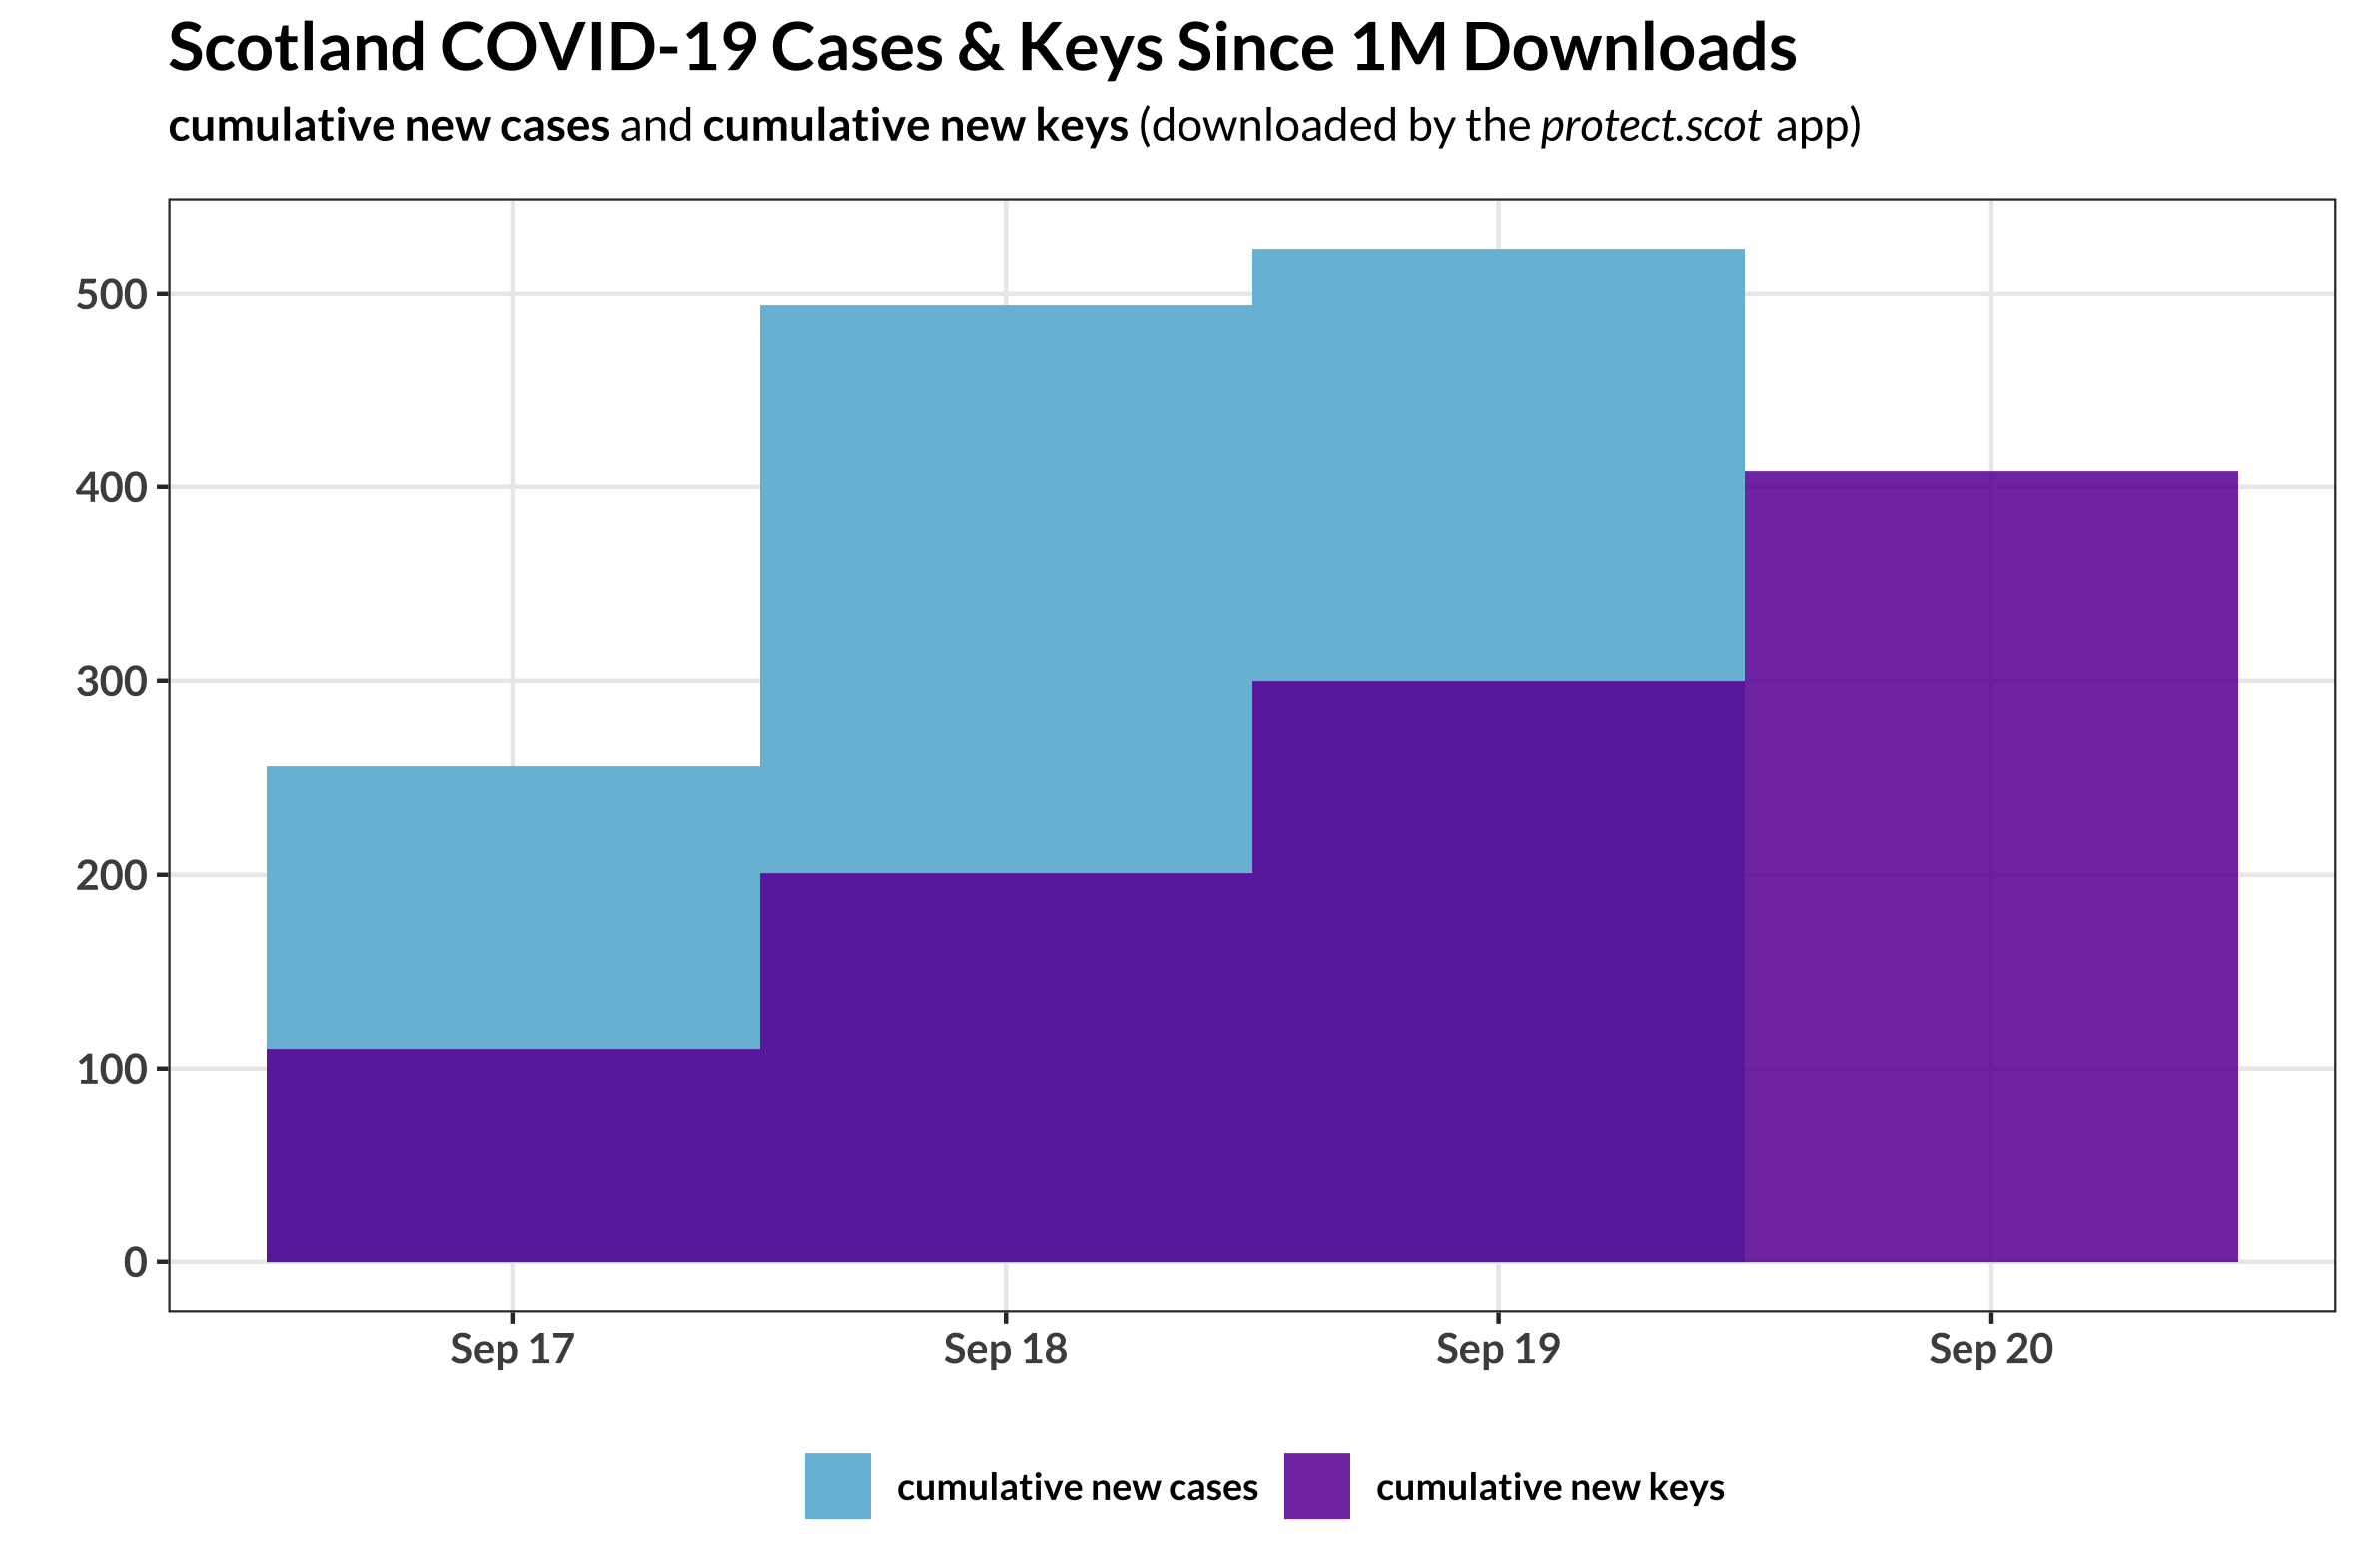 Scotland COVID-19 Cases & Keys Since 1M Downloads
cumulative new cases and cumulative new keys (downloaded by the protect.scot app)
500
400
300
200
100
0
Sep 17 Sep 18 Sep 19 Sep 20
cumulative new cases cumulative new keys